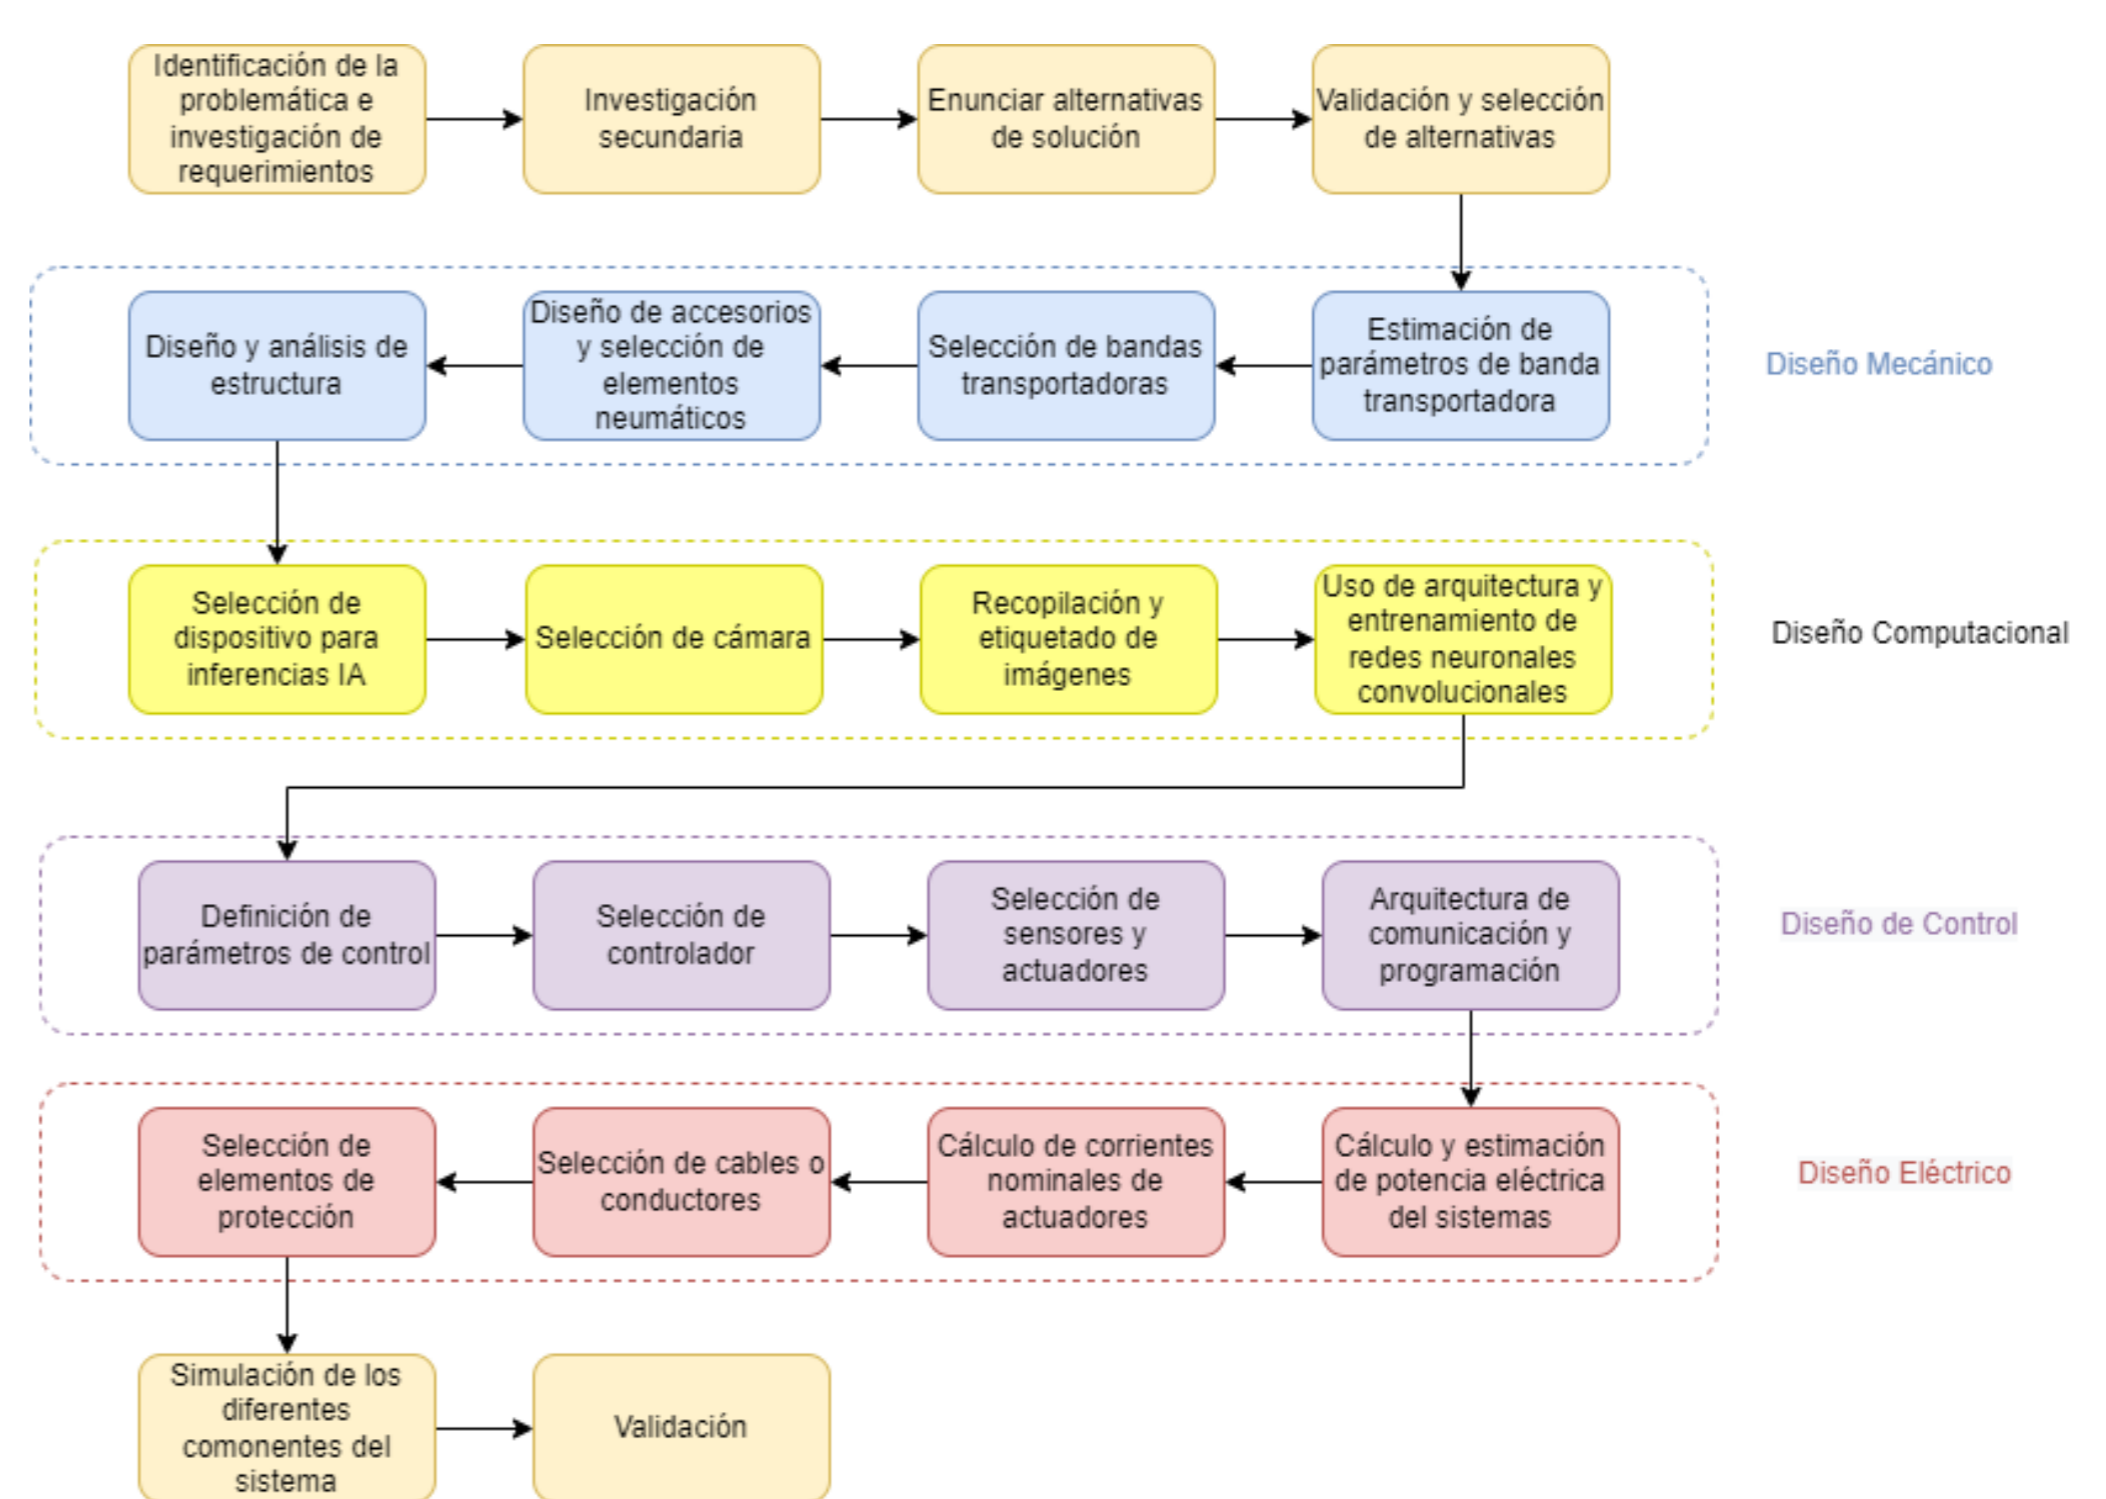 Identificación de la
problemática e
investigación de
requerimientos
Investigación
secundaria
Enunciar alternativas
de solución
Validación y selección
de alternativas
Estimación de
parámetros de banda
transportadora
Selección de bandas
transportadoras
Diseño de accesorios
y selección de
elementos
neumáticos
Diseño y análisis de
estructura
Diseño Mecánico
Selección de
dispositivo para
inferencias IA
Selección de cámara
Recopilación y
etiquetado de
imágenes
Uso de arquitectura y
entrenamiento de
redes neuronales
convolucionales
Diseño Computacional
Definición de
parámetros de control
Selección de
controlador
Selección de
sensores y
actuadores
Arquitectura de
comunicación y
programación
Diseño de Control
Cálculo y estimación
de potencia eléctrica
del sistemas
Cálculo de corrientes
nominales de
actuadores
Selección de cables o
conductores
Selección de
elementos de
protección
Diseño Eléctrico
Simulación de los
diferentes
comonentes del
sistema
Validación